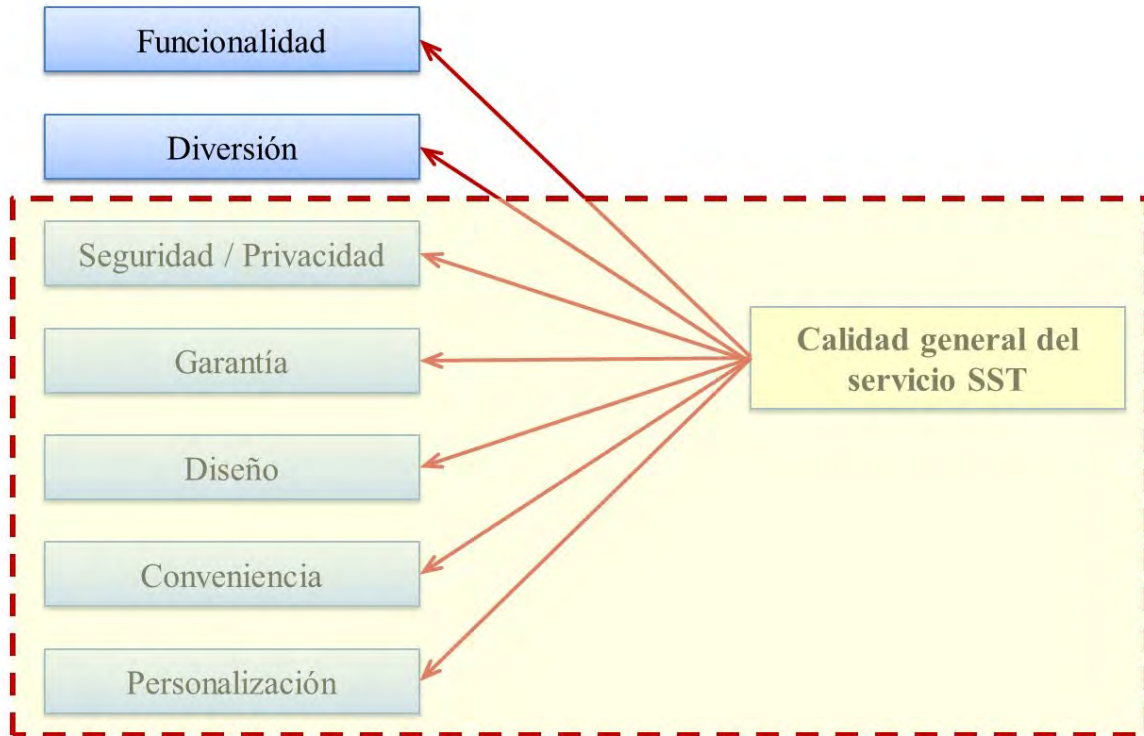 Funcionalidad
Diversión
Seguridad / Privacidad
Garantía
Diseño
Conveniencia
Personalización
Calidad general del
servicio SST